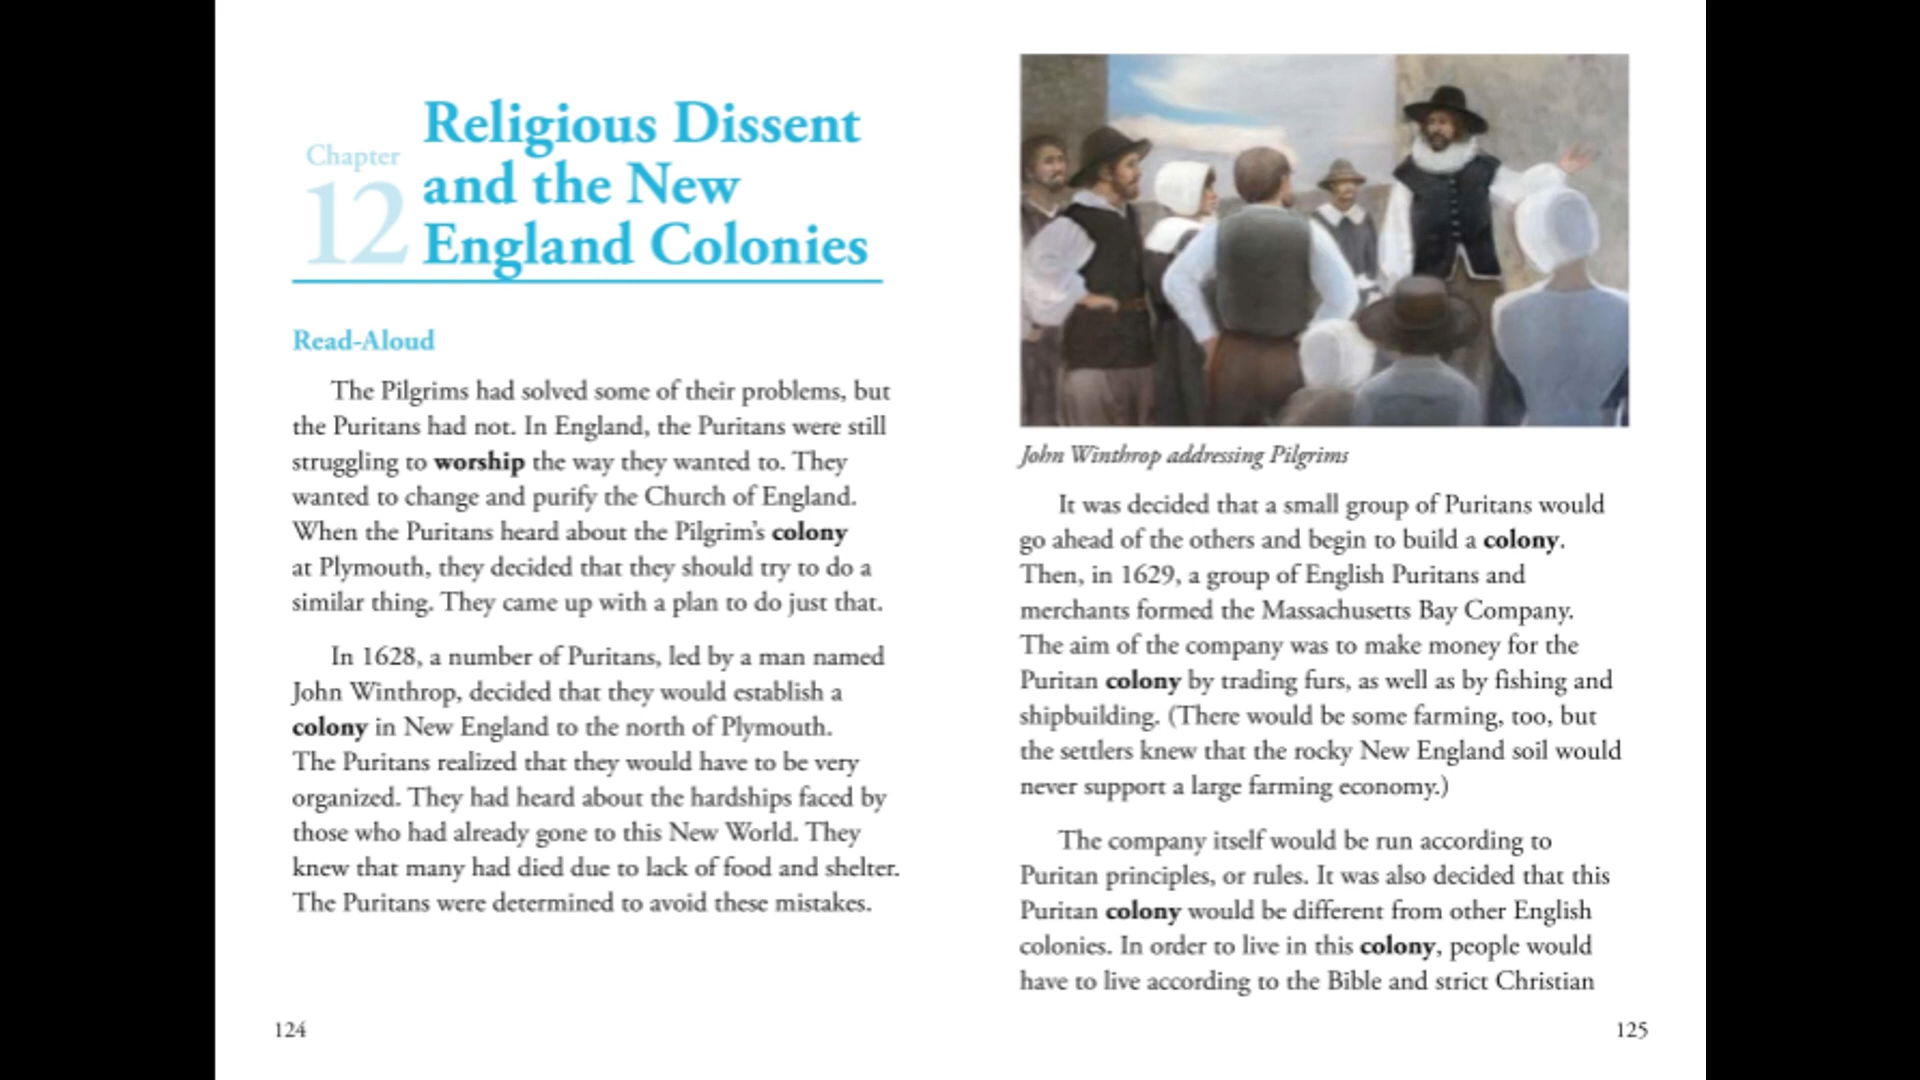 Chapter
12
Religious Dissent
and the New
England Colonies
Read-Aloud
The Pilgrims had solved some of their problems, but
the Puritans had not. In England, the Puritans were still
struggling to worship the way they wanted to. They
wanted to change and purify the Church of England.
When the Puritans heard about the Pilgrim’s colony
at Plymouth, they decided that they should try to do a
similar thing. They came up with a plan to do just that.
In 1628, a number of Puritans, led by a man named
John Winthrop, decided that they would establish a
colony in New England to the north of Plymouth.
The Puritans realized that they would have to be very
organized. They had heard about the hardships faced by
those who had already gone to this New World. They
knew that many had died due to lack of food and shelter.
The Puritans were determined to avoid these mistakes.
124
John Winthrop addressing Pilgrims
It was decided that a small group of Puritans would
go ahead of the others and begin to build a colony.
Then, in 1629, a group of English Puritans and
merchants formed the Massachusetts Bay Company.
The aim of the company was to make money for the
Puritan colony by trading furs, as well as by fishing and
shipbuilding. (There would be some farming, too, but
the settlers knew that the rocky New England soil would
never support a large farming economy.)
The company itself would be run according to
Puritan principles, or rules. It was also decided that this
Puritan colony would be different from other English
colonies. In order to live in this colony, people would
have to live according to the Bible and strict Christian
125